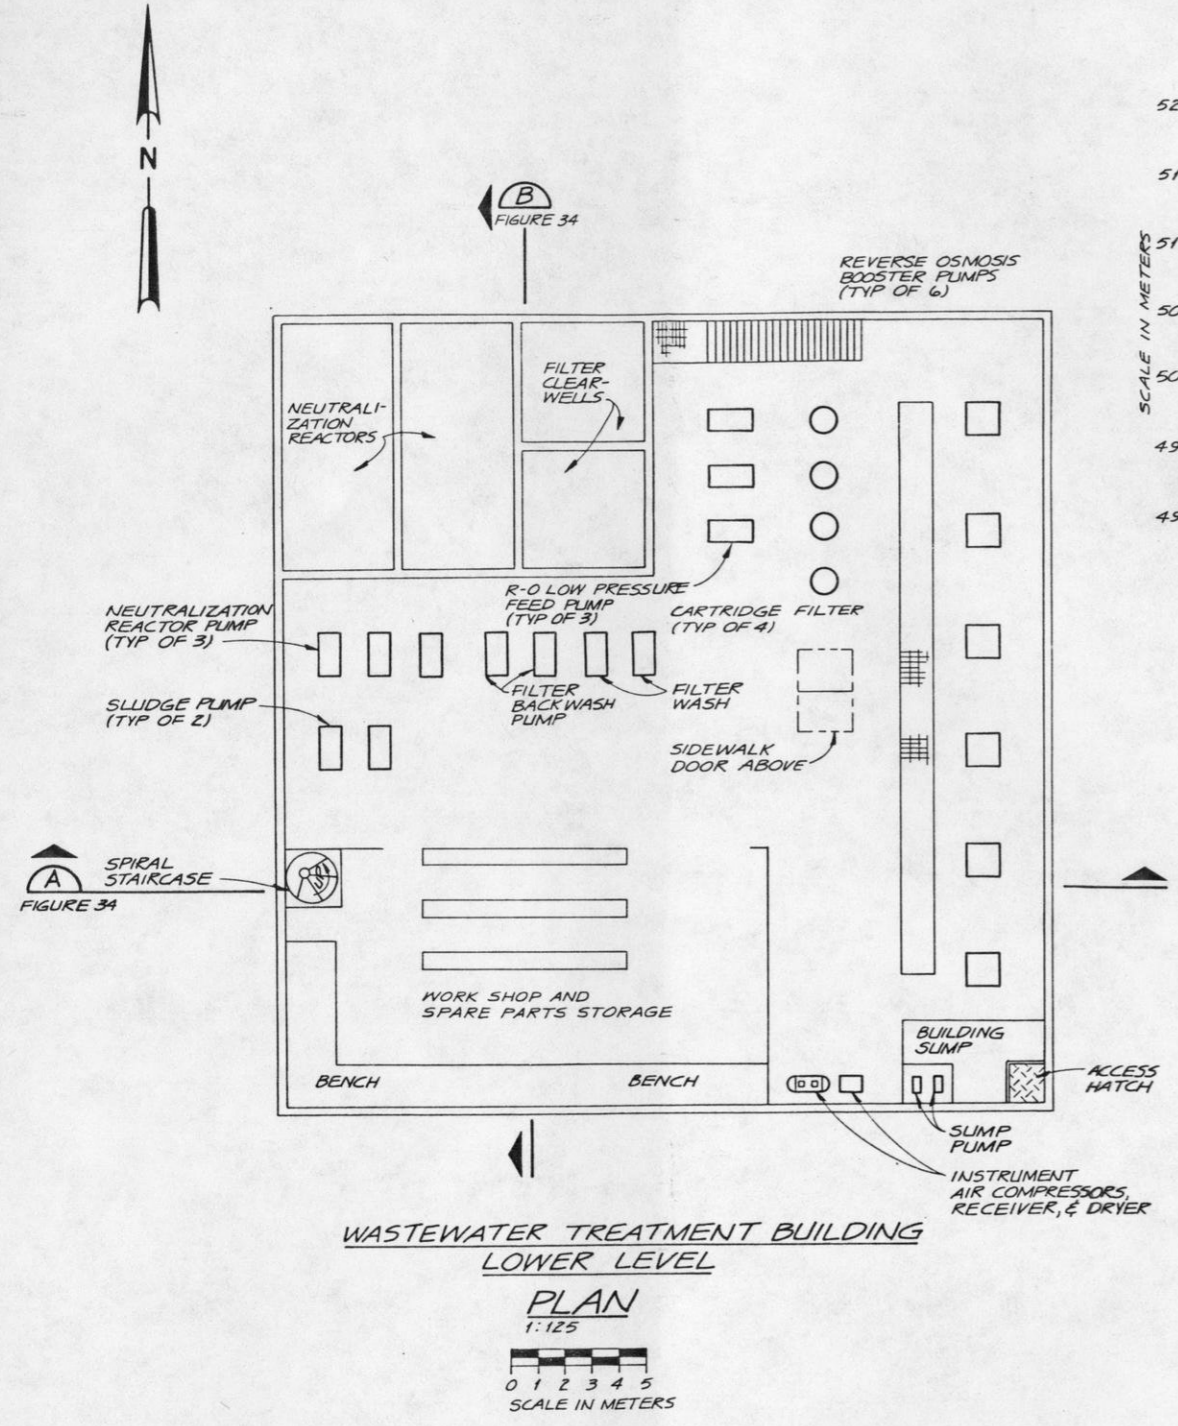 N
B
FIGURE 34
REVERSE OSMOSIS
BOOSTER PUMPS
(TYP OF 6)
SCALE IN METERS
NEUTRALI-
ZATION
REACTORS
FILTER
CLEAR-
WELLS
R-O LOW PRESSURE
FEED PUMP
(TYP OF 3)
CARTRIDGE FILTER
(TYP OF 4)
NEUTRALIZATION
REACTOR PUMP
(TYP OF 3)
FILTER
BACKWASH
PUMP
FILTER
WASH
SLUDGE PUMP
(TYP OF 2)
SIDEWALK
DOOR ABOVE
A
FIGURE 34
SPIRAL
STAIRCASE
UP
WORK SHOP AND
SPARE PARTS STORAGE
BENCH
BENCH
BUILDING
SUMP
ACCESS
HATCH
SUMP
PUMP
INSTRUMENT
AIR COMPRESSORS,
RECEIVER, & DRYER
WASTEWATER TREATMENT BUILDING
LOWER LEVEL
PLAN
1:125
0 1 2 3 4 5
SCALE IN METERS